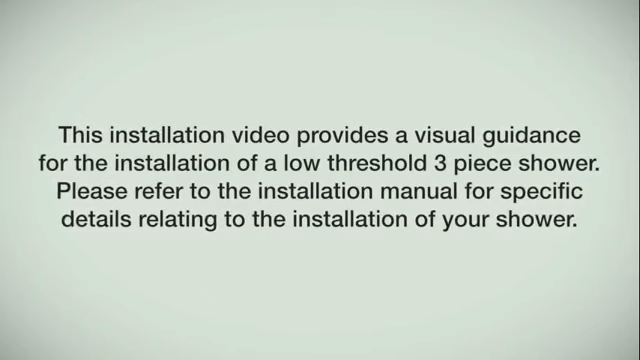 This installation video provides a visual guidance
for the installation of a low threshold 3 piece shower.
Please refer to the installation manual for specific
details relating to the installation of your shower.